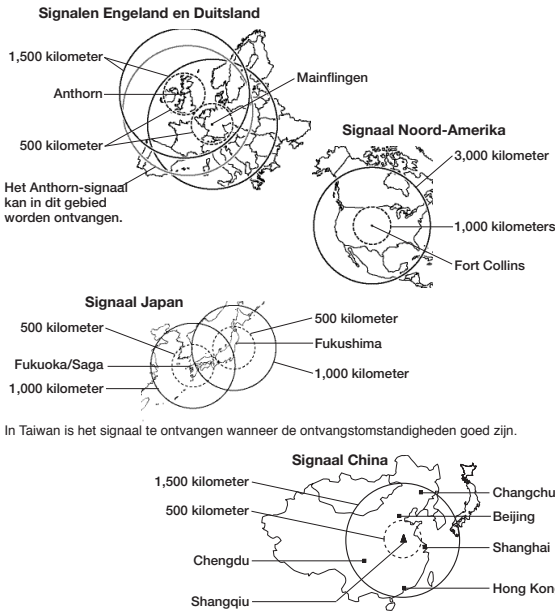 Signalen Engeland en Duitsland
1,500 kilometer
Anthorn
Mainflingen
500 kilometer
Het Anthorn-signaal
kan in dit gebied
worden ontvangen.
Signaal Noord-Amerika
3,000 kilometer
1,000 kilometers
Fort Collins
Signaal Japan
500 kilometer
500 kilometer
Fukushima
Fukuoka/Saga
1,000 kilometer
1,000 kilometer
In Taiwan is het signaal te ontvangen wanneer de ontvangstomstandigheden goed zijn.
Signaal China
1,500 kilometer
Changchu
500 kilometer
Beijing
Shanghai
Chengdu
Hong Kon
Shangqiu